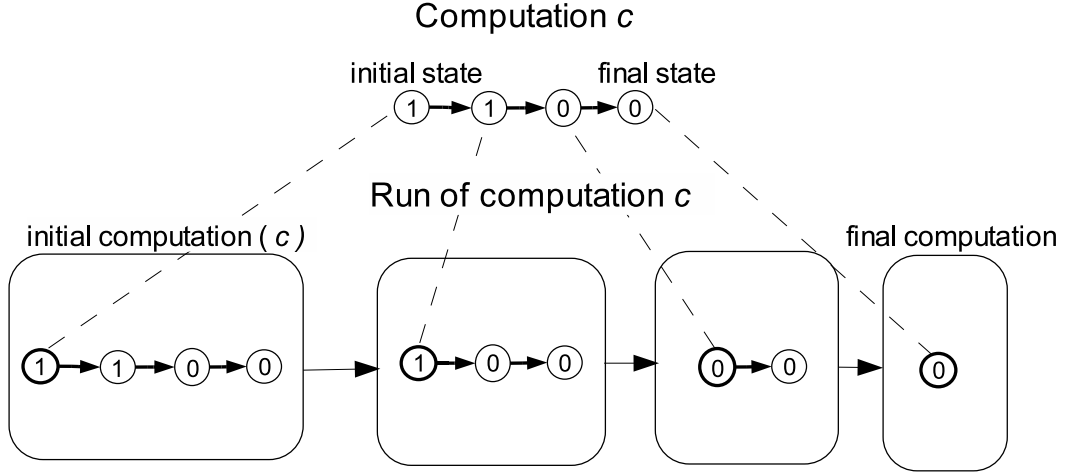 Computation c
initial state final state
1 1 0 0
Run of computation c
initial computation ( c ) final computation
1 1 0 0 1 0 0 0 0 0